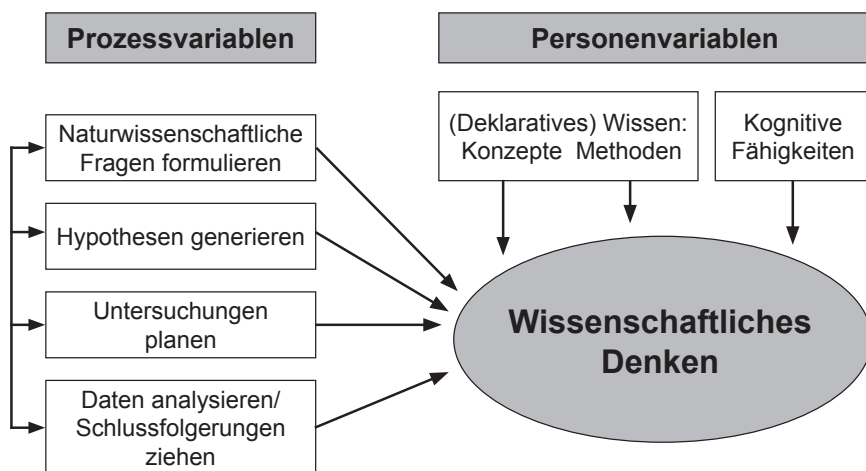 Prozessvariablen
Personenvariablen
Naturwissenschaftliche
Fragen formulieren
Hypothesen generieren
Untersuchungen
planen
Daten analysieren/
Schlussfolgerungen
ziehen
(Deklaratives) Wissen:
Konzepte Methoden
Kognitive
Fähigkeiten
Wissenschaftliches
Denken